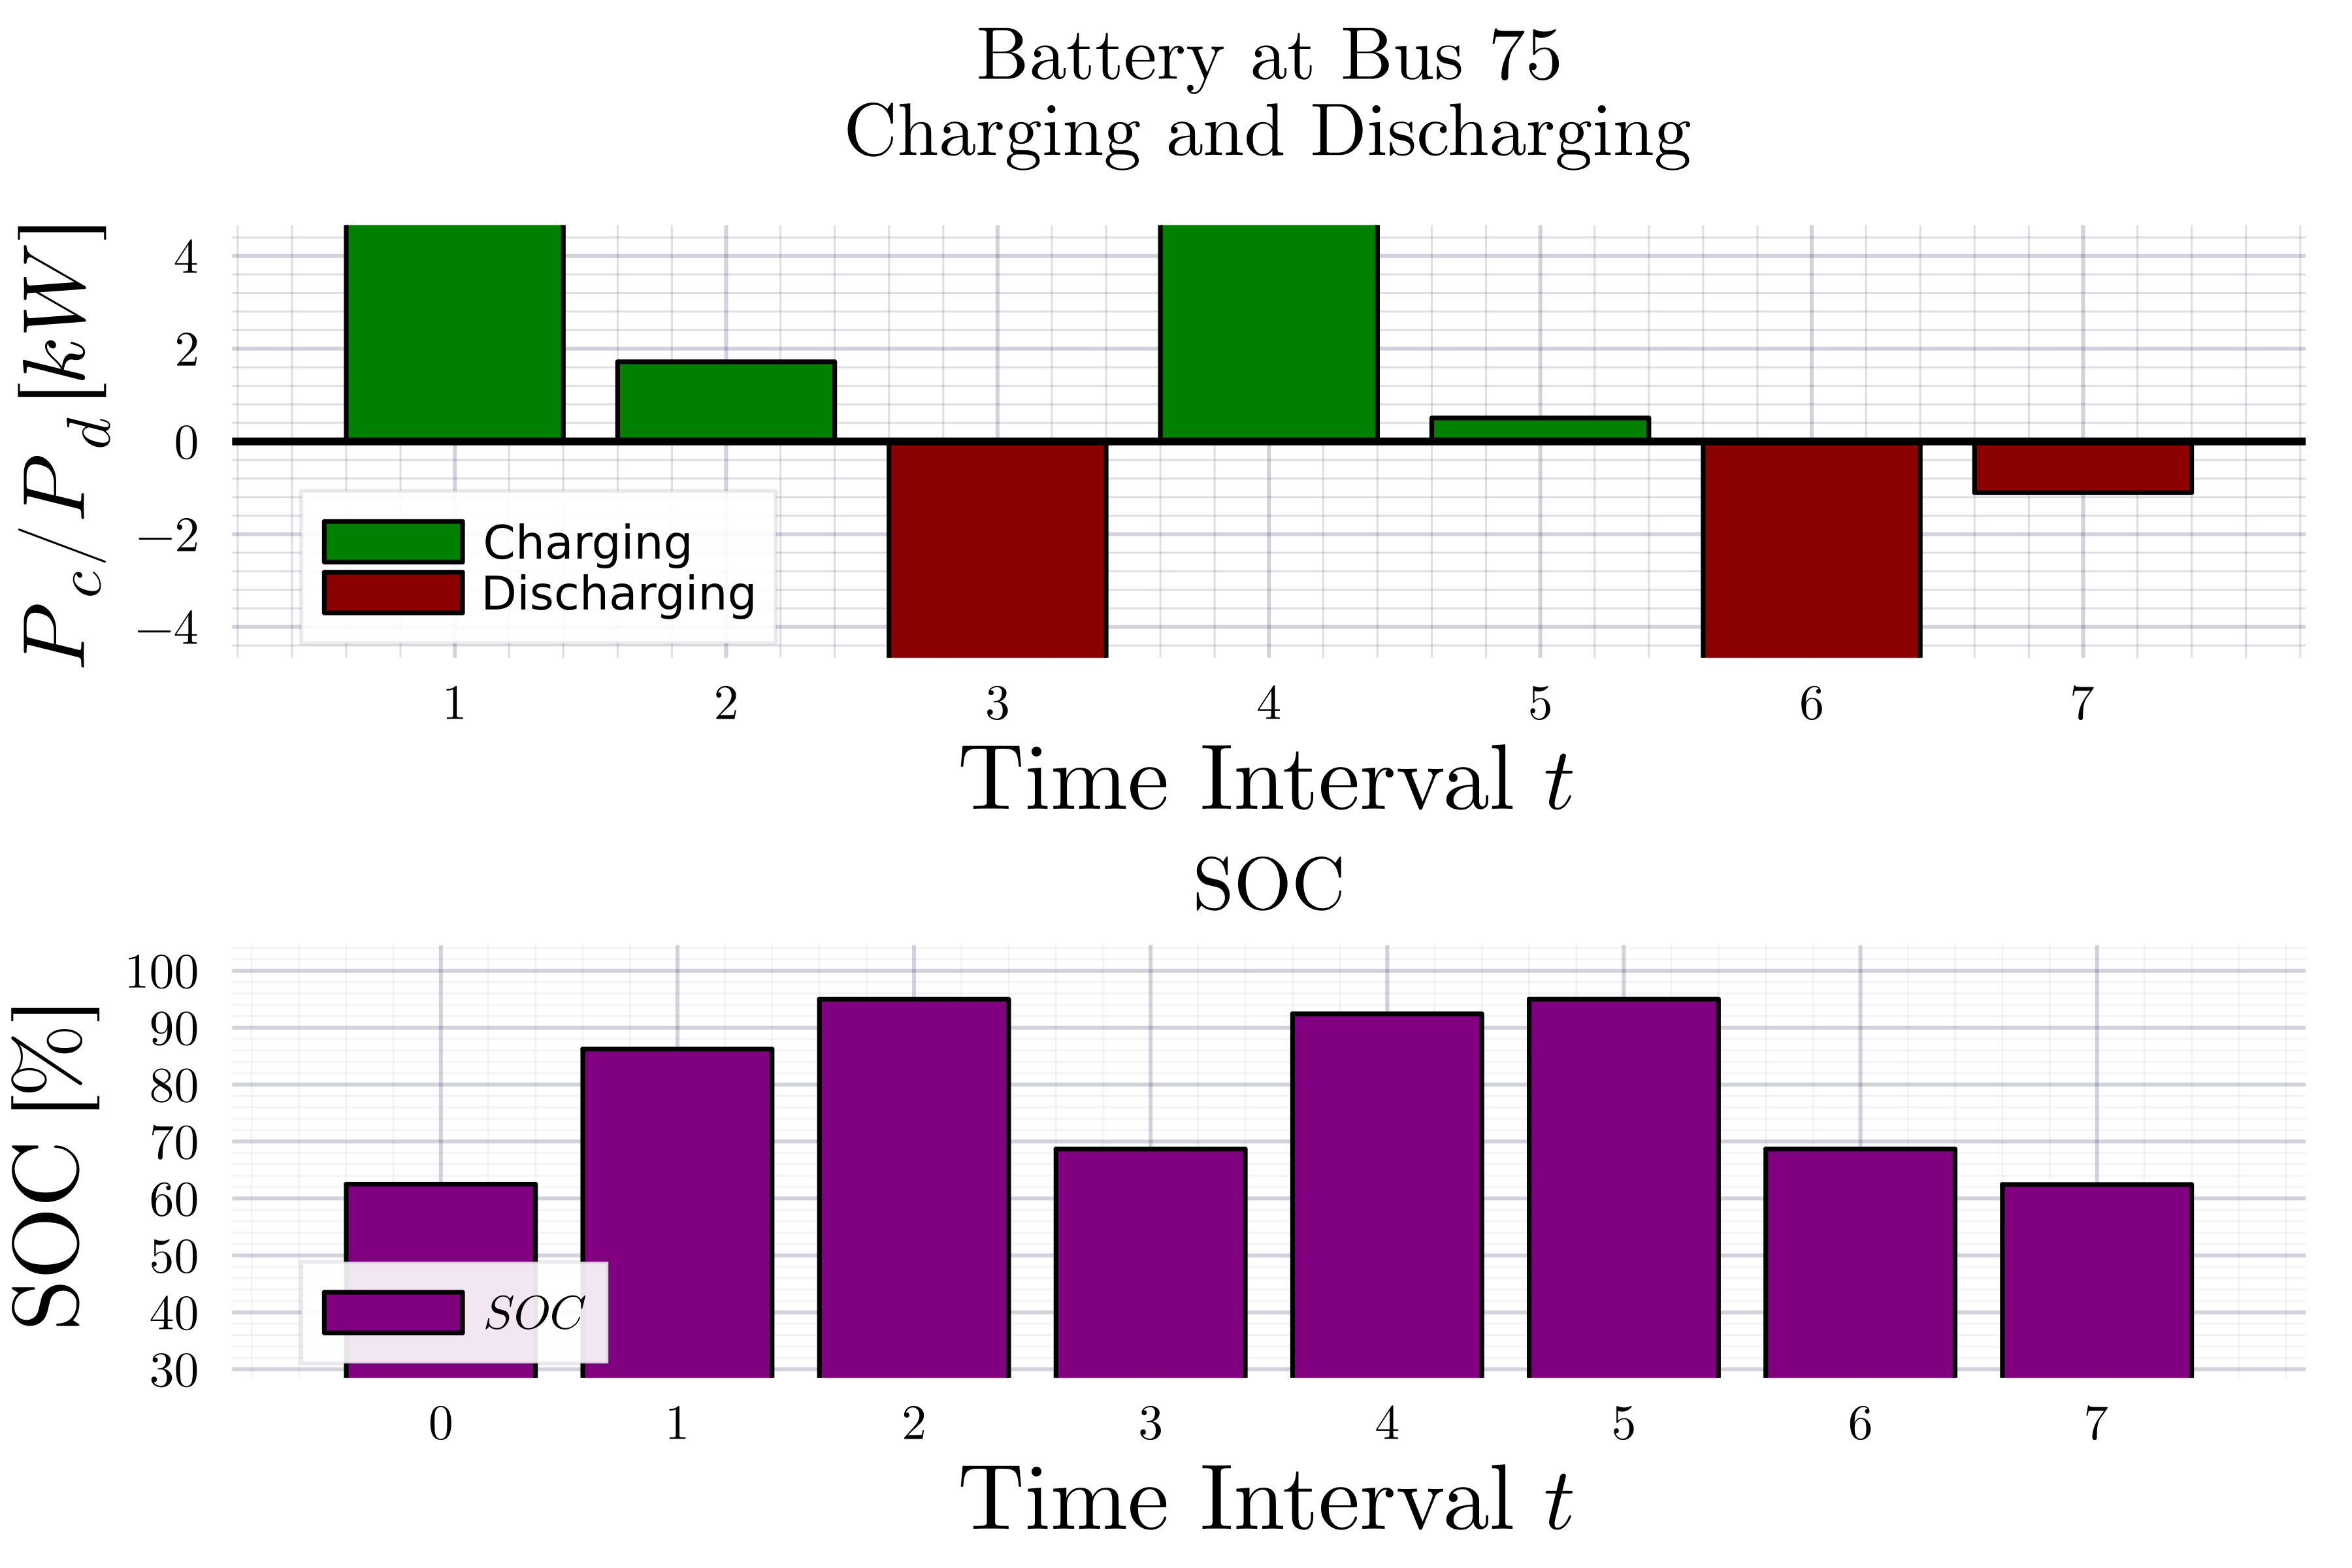 Battery at Bus 75
Charging and Discharging
P_c/P_d [kW]
4
2
0
−2
−4
Charging
Discharging
1 2 3 4 5 6 7
Time Interval t
SOC
SOC [%]
100
90
80
70
60
50
40
30
SOC
0 1 2 3 4 5 6 7
Time Interval t